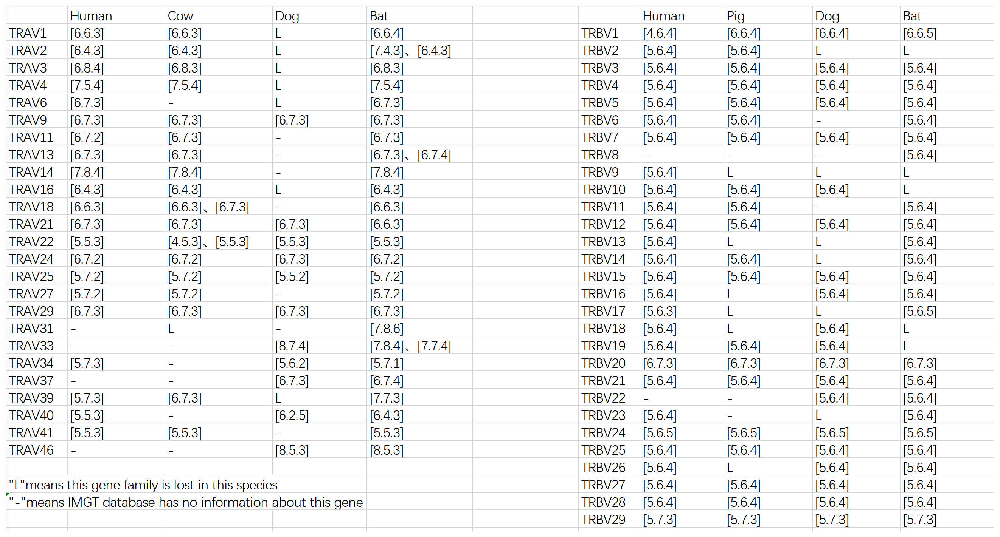 Human Cow Dog Bat Human Pig Dog Bat
TRAV1 [6.6.3] [6.6.3] L [6.6.4] TRBV1 [4.6.4] [6.6.4] [6.6.4] [6.6.5]
TRAV2 [6.4.3] [6.4.3] L [7.4.3]、[6.4.3] TRBV2 [5.6.4] [5.6.4] L L
TRAV3 [6.8.4] [6.8.3] L [6.8.3] TRBV3 [5.6.4] [5.6.4] [5.6.4] [5.6.4]
TRAV4 [7.5.4] [7.5.4] L [7.5.4] TRBV4 [5.6.4] [5.6.4] [5.6.4] [5.6.4]
TRAV6 [6.7.3] - L [6.7.3] TRBV5 [5.6.4] [5.6.4] [5.6.4] [5.6.4]
TRAV9 [6.7.3] [6.7.3] [6.7.3] [6.7.3] TRBV6 [5.6.4] [5.6.4] - [5.6.4]
TRAV11 [6.7.2] [6.7.3] - [6.7.3] TRBV7 [5.6.4] [5.6.4] [5.6.4] [5.6.4]
TRAV13 [6.7.3] [6.7.3] - [6.7.3]、[6.7.4] TRBV8 - - - [5.6.4]
TRAV14 [7.8.4] [7.8.4] - [7.8.4] TRBV9 [5.6.4] L L L
TRAV16 [6.4.3] [6.4.3] L [6.4.3] TRBV10 [5.6.4] [5.6.4] [5.6.4] L
TRAV18 [6.6.3] [6.6.3]、[6.7.3] - [6.6.3] TRBV11 [5.6.4] [5.6.4] - [5.6.4]
TRAV21 [6.7.3] [6.7.3] [6.7.3] [6.6.3] TRBV12 [5.6.4] [5.6.4] [5.6.4] [5.6.4]
TRAV22 [5.5.3] [4.5.3]、[5.5.3] [5.5.3] [5.5.3] TRBV13 [5.6.4] L L [5.6.4]
TRAV24 [6.7.2] [6.7.2] [6.7.3] [6.7.2] TRBV14 [5.6.4] [5.6.4] L [5.6.4]
TRAV25 [5.7.2] [5.7.2] [5.5.2] [5.7.2] TRBV15 [5.6.4] [5.6.4] [5.6.4] [5.6.4]
TRAV27 [5.7.2] [5.7.2] - [5.7.2] TRBV16 [5.6.4] L [5.6.4] [5.6.4]
TRAV29 [6.7.3] [6.7.3] [6.7.3] [6.7.3] TRBV17 [5.6.3] L L [5.6.5]
TRAV31 - L - [7.8.6] TRBV18 [5.6.4] L [5.6.4] L
TRAV33 - - [8.7.4] [7.8.4]、[7.7.4] TRBV19 [5.6.4] [5.6.4] [5.6.4] L
TRAV34 [5.7.3] - [5.6.2] [5.7.1] TRBV20 [6.7.3] [6.7.3] [6.7.3] [6.7.3]
TRAV37 - - [6.7.3] [6.7.4] TRBV21 [5.6.4] [5.6.4] [5.6.4] [5.6.4]
TRAV39 [5.7.3] [6.7.3] L [7.7.3] TRBV22 - - [5.6.4] [5.6.4]
TRAV40 [5.5.3] - [6.2.5] [6.4.3] TRBV23 [5.6.4] - L [5.6.4]
TRAV41 [5.5.3] [5.5.3] - [5.5.3] TRBV24 [5.6.5] [5.6.5] [5.6.5] [5.6.5]
TRAV46 - - [8.5.3] [8.5.3] TRBV25 [5.6.4] [5.6.4] [5.6.4] [5.6.4]
TRBV26 [5.6.4] L [5.6.4] [5.6.4]
"L"means this gene family is lost in this species TRBV27 [5.6.4] [5.6.4] [5.6.4] [5.6.4]
"-"means IMGT database has no information about this gene TRBV28 [5.6.4] [5.6.4] [5.6.4] [5.6.4]
TRBV29 [5.7.3] [5.7.3] [5.7.3] [5.7.3]